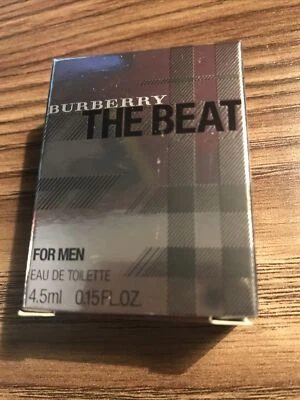 BURBERRY
THE BEAT
FOR MEN
EAU DE TOILETTE
4.5ml 0.15 FL.OZ.